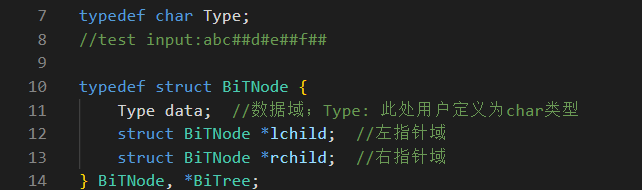 7 typedef char Type;
8 //test input:abc##d#e##f##
9
10 typedef struct BiTNode {
11 Type data; //数据域；Type: 此处用户定义为char类型
12 struct BiTNode *lchild; //左指针域
13 struct BiTNode *rchild; //右指针域
14 } BiTNode, *BiTree;